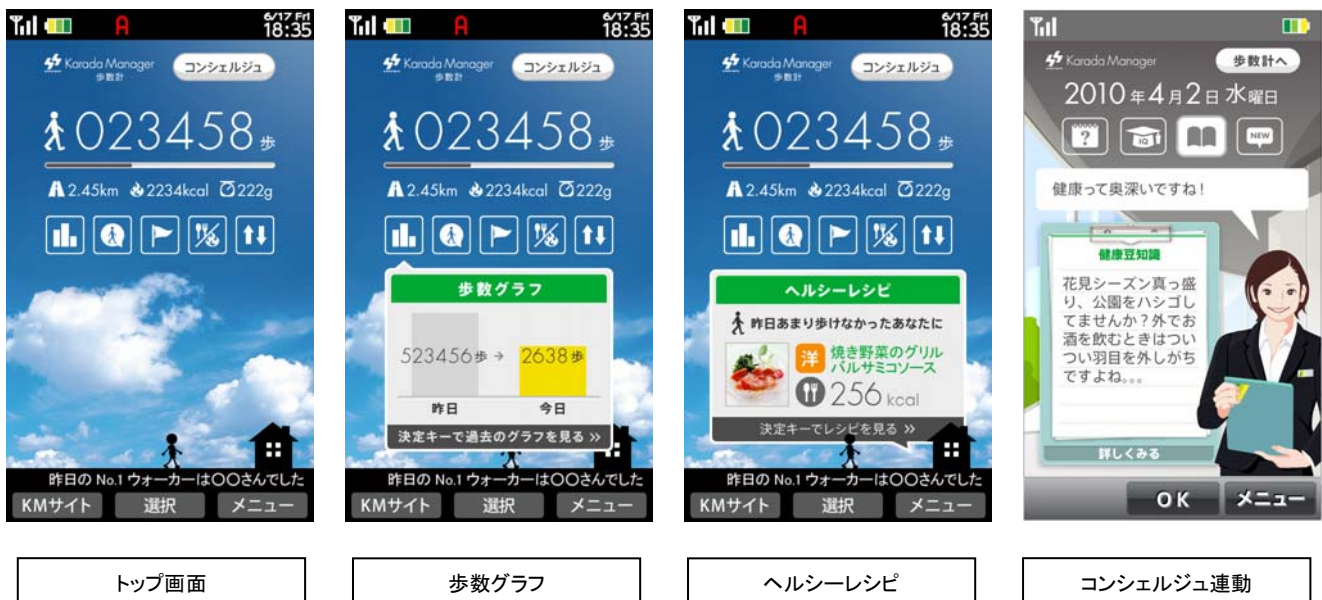 A
6/17 Fri
18:35
Karada Manager
歩数計
コンシェルジュ
023458歩
2.45km 2234kcal 222g
昨日の No.1 ウォーカーは〇〇さんでした
KMサイト 選択 メニュー
トップ画面
A
6/17 Fri
18:35
Karada Manager
歩数計
コンシェルジュ
023458歩
2.45km 2234kcal 222g
歩数グラフ
523456歩 → 2638歩
昨日 今日
決定キーで過去のグラフを見る »
昨日の No.1 ウォーカーは〇〇さんでした
KMサイト 選択 メニュー
歩数グラフ
A
6/17 Fri
18:35
Karada Manager
歩数計
コンシェルジュ
023458歩
2.45km 2234kcal 222g
ヘルシーレシピ
昨日あまり歩けなかったあなたに
洋 焼き野菜のグリル
バルサミコソース
256 kcal
決定キーでレシピを見る »
昨日の No.1 ウォーカーは〇〇さんでした
KMサイト 選択 メニュー
ヘルシーレシピ
Karada Manager
歩数計へ
2010年4月2日 水曜日
? IQ NEW
健康って奥深いですね!
健康豆知識
花見シーズン真っ盛
り、公園をハシゴし
てませんか?外でお
酒を飲むときはつい
つい羽目を外しがち
ですよね。。。
詳しくみる
OK メニュー
コンシェルジュ連動